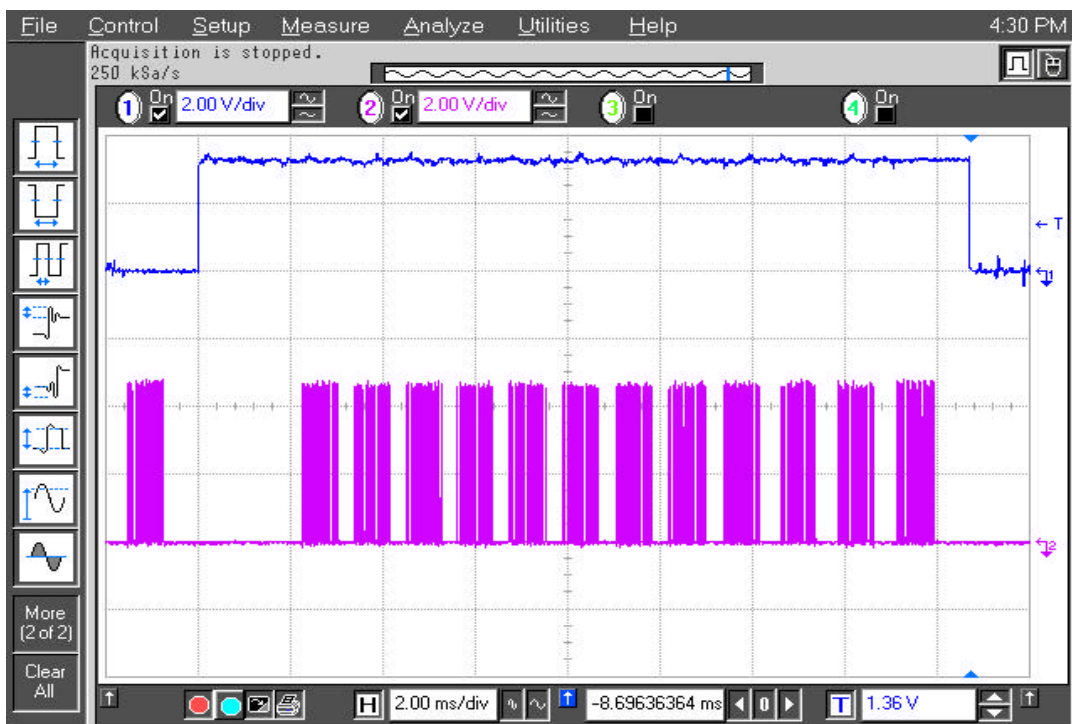 File Control Setup Measure Analyze Utilities Help 4:30 PM
Acquisition is stopped.
250 kSa/s
1 On 2.00 V/div 2 On 2.00 V/div 3 On 4 On
T
1
2
More
(2 of 2)
Clear
All
H 2.00 ms/div -8.69636364 ms 0 T 1.36 V